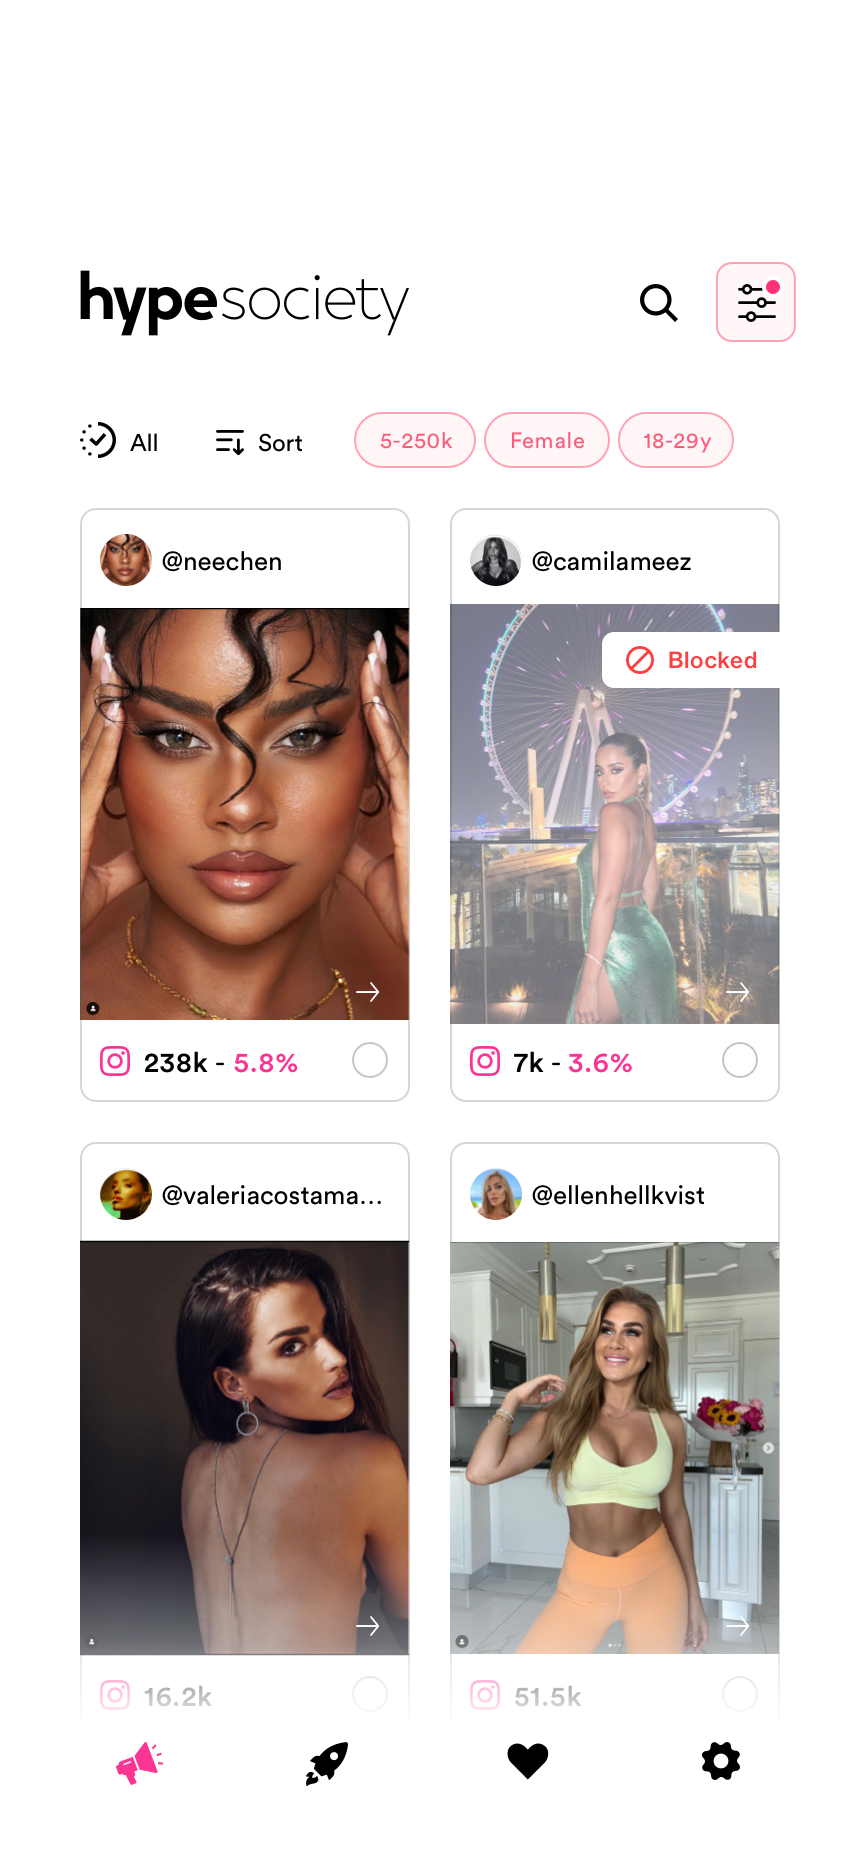 hypesociety
All
Sort
5-250k
Female
18-29y
@neechen
@camilameez
Blocked
238k - 5.8%
7k - 3.6%
@valeriacostama...
@ellenhellkvist
16.2k
51.5k